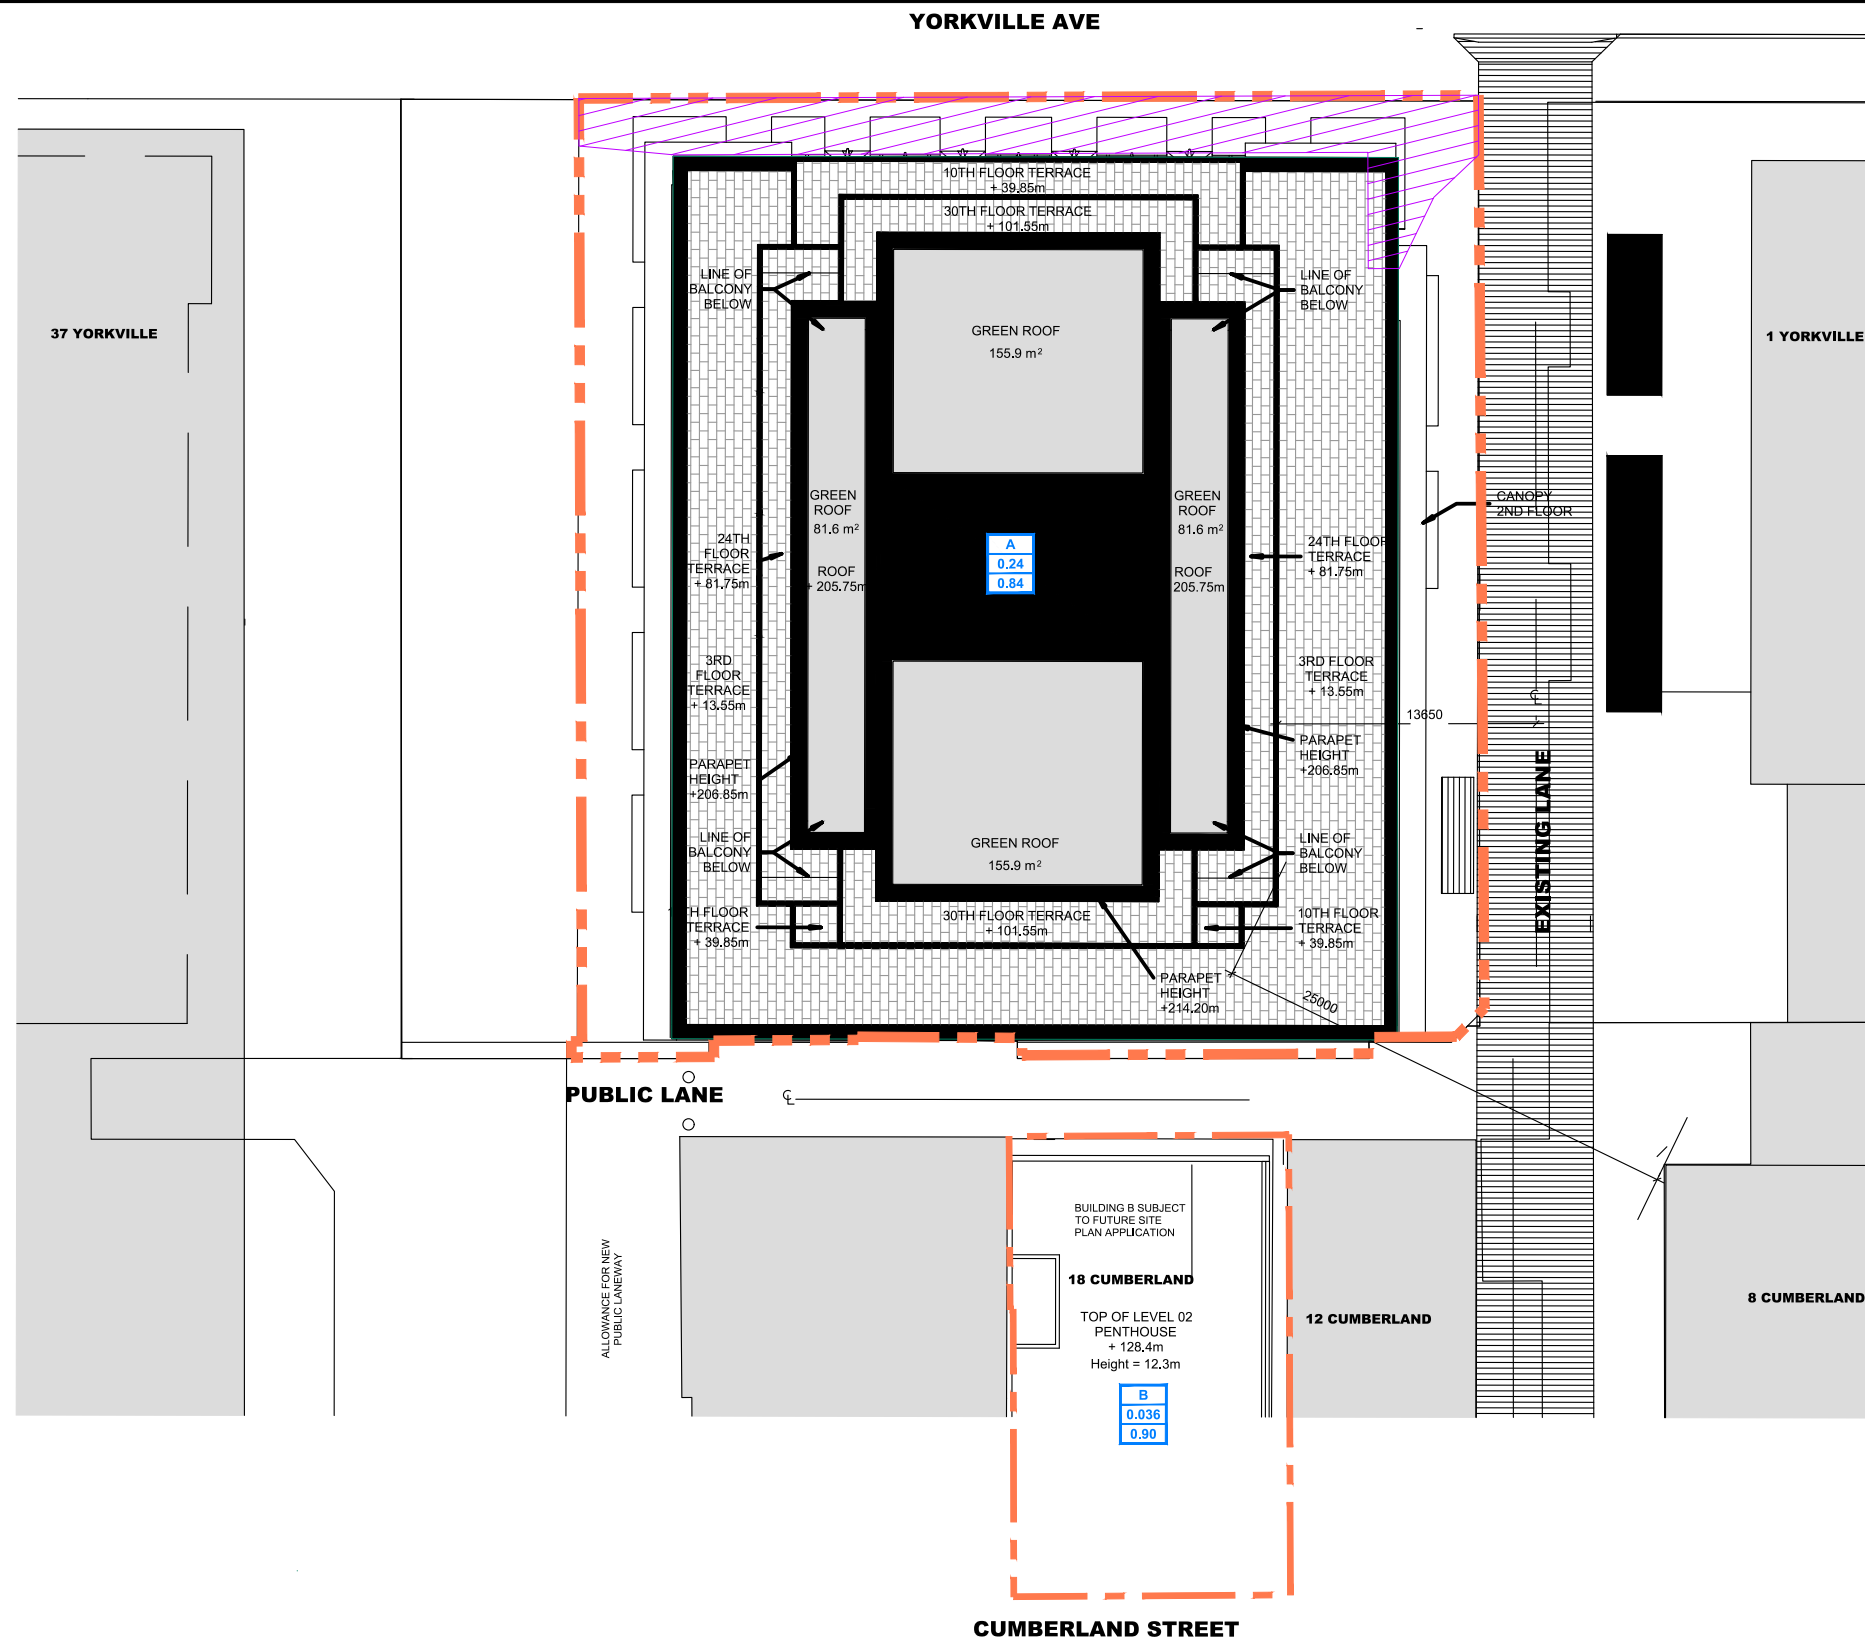 YORKVILLE AVE
10TH FLOOR TERRACE
+ 39.85m
30TH FLOOR TERRACE
+ 101.55m
LINE OF
BALCONY
BELOW
LINE OF
BALCONY
BELOW
37 YORKVILLE
GREEN ROOF
155.9 m²
1 YORKVILLE
GREEN
ROOF
81.6 m²
GREEN
ROOF
81.6 m²
CANOPY
2ND FLOOR
24TH
FLOOR
TERRACE
+ 81.75m
ROOF
+ 205.75m
A
0.24
0.84
ROOF
205.75m
24TH FLOOR
TERRACE
+ 81.75m
3RD
FLOOR
TERRACE
+ 13.55m
3RD FLOOR
TERRACE
+ 13.55m
13650
PARAPET
HEIGHT
+206.85m
PARAPET
HEIGHT
+206.85m
EXISTING LANE
LINE OF
BALCONY
BELOW
GREEN ROOF
155.9 m²
LINE OF
BALCONY
BELOW
TH FLOOR
TERRACE
+ 39.85m
30TH FLOOR TERRACE
+ 101.55m
10TH FLOOR
TERRACE
+ 39.85m
PARAPET
HEIGHT
+214.20m
25000
PUBLIC LANE
ALLOWANCE FOR NEW
PUBLIC LANEWAY
BUILDING B SUBJECT
TO FUTURE SITE
PLAN APPLICATION
18 CUMBERLAND
TOP OF LEVEL 02
PENTHOUSE
+ 128.4m
Height = 12.3m
B
0.036
0.90
12 CUMBERLAND
8 CUMBERLAND
CUMBERLAND STREET